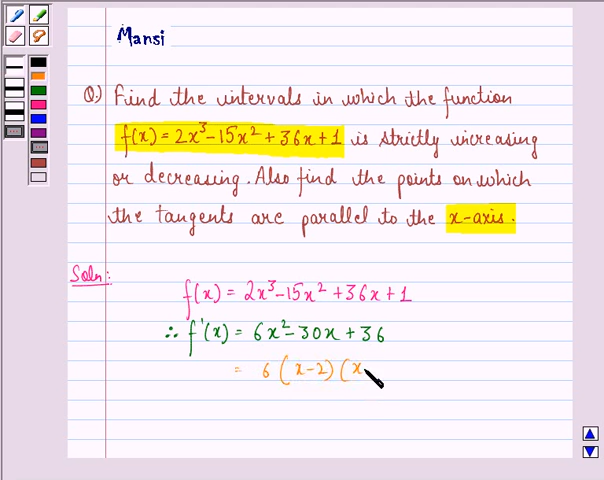 Mansi
Q.) Find the intervals in which the function
f(x) = 2x³-15x² + 36x + 1 is strictly increasing
or decreasing. Also find the points on which
the tangents are parallel to the x-axis.
Soln:
f(x) = 2x³-15x² + 36x + 1
∴ f'(x) = 6x²- 30x + 36
= 6 (x-2) (x